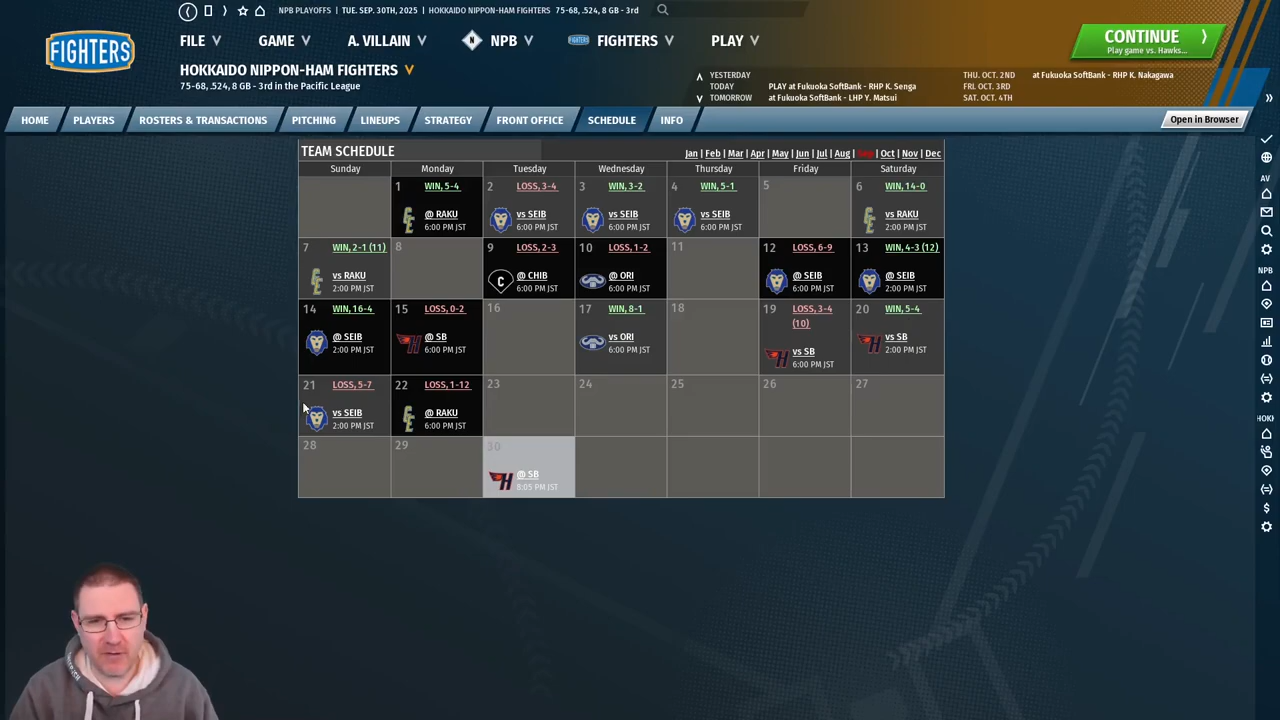 NPB PLAYOFFS | TUE. SEP. 30TH, 2025 | HOKKAIDO NIPPON-HAM FIGHTERS 75-68, .524, 8 GB - 3rd
FIGHTERS
FILE GAME A. VILLAIN N NPB FIGHTERS FIGHTERS PLAY
CONTINUE
Play game vs. Hawks...
HOKKAIDO NIPPON-HAM FIGHTERS
75-68, .524, 8 GB - 3rd in the Pacific League
YESTERDAY THU. OCT. 2ND at Fukuoka SoftBank - RHP K. Nakagawa
TODAY PLAY at Fukuoka SoftBank - RHP K. Senga FRI. OCT. 3RD
TOMORROW at Fukuoka SoftBank - LHP Y. Matsui SAT. OCT. 4TH
HOME PLAYERS ROSTERS & TRANSACTIONS PITCHING LINEUPS STRATEGY FRONT OFFICE SCHEDULE INFO Open in Browser
TEAM SCHEDULE Jan | Feb | Mar | Apr | May | Jun | Jul | Aug | Sep | Oct | Nov | Dec
Sunday Monday Tuesday Wednesday Thursday Friday Saturday
1 WIN, 5-4 2 LOSS, 3-4 3 WIN, 3-2 4 WIN, 5-1 5 6 WIN, 14-0
@ RAKU vs SEIB vs SEIB vs SEIB vs RAKU
6:00 PM JST 6:00 PM JST 6:00 PM JST 6:00 PM JST 2:00 PM JST
7 WIN, 2-1 (11) 8 9 LOSS, 2-3 10 LOSS, 1-2 11 12 LOSS, 6-9 13 WIN, 4-3 (12)
vs RAKU C @ CHIB @ ORI @ SEIB @ SEIB
2:00 PM JST 6:00 PM JST 6:00 PM JST 6:00 PM JST 2:00 PM JST
14 WIN, 16-4 15 LOSS, 0-2 16 17 WIN, 8-1 18 19 LOSS, 3-4 20 WIN, 5-4
(10)
@ SEIB @ SB vs ORI vs SB vs SB
2:00 PM JST 6:00 PM JST 6:00 PM JST 6:00 PM JST 2:00 PM JST
21 LOSS, 5-7 22 LOSS, 1-12 23 24 25 26 27
vs SEIB @ RAKU
2:00 PM JST 6:00 PM JST
28 29 30
@ SB
8:05 PM JST
AV
NPB
HOKK